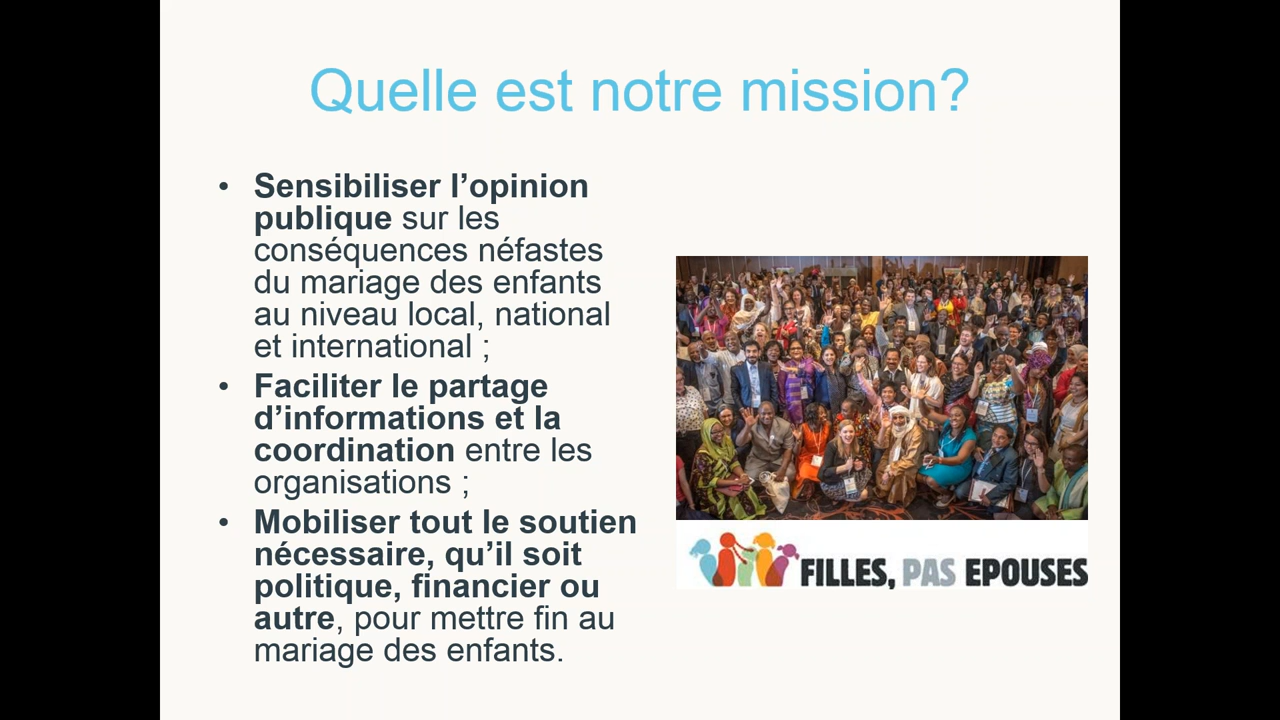 Quelle est notre mission?
• Sensibiliser l’opinion
publique sur les
conséquences néfastes
du mariage des enfants
au niveau local, national
et international ;
• Faciliter le partage
d’informations et la
coordination entre les
organisations ;
• Mobiliser tout le soutien
nécessaire, qu’il soit
politique, financier ou
autre, pour mettre fin au
mariage des enfants.
FILLES, PAS EPOUSES